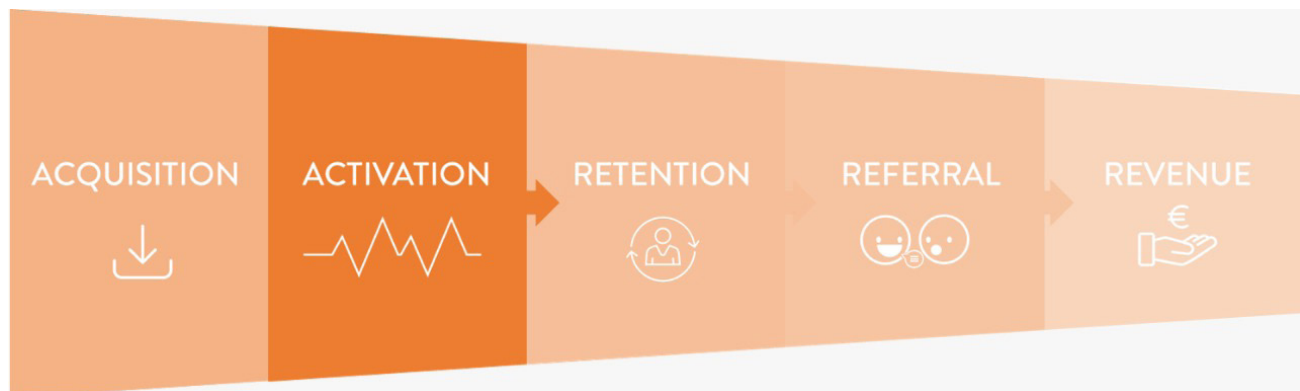 ACQUISITION
ACTIVATION
RETENTION
REFERRAL
REVENUE
€